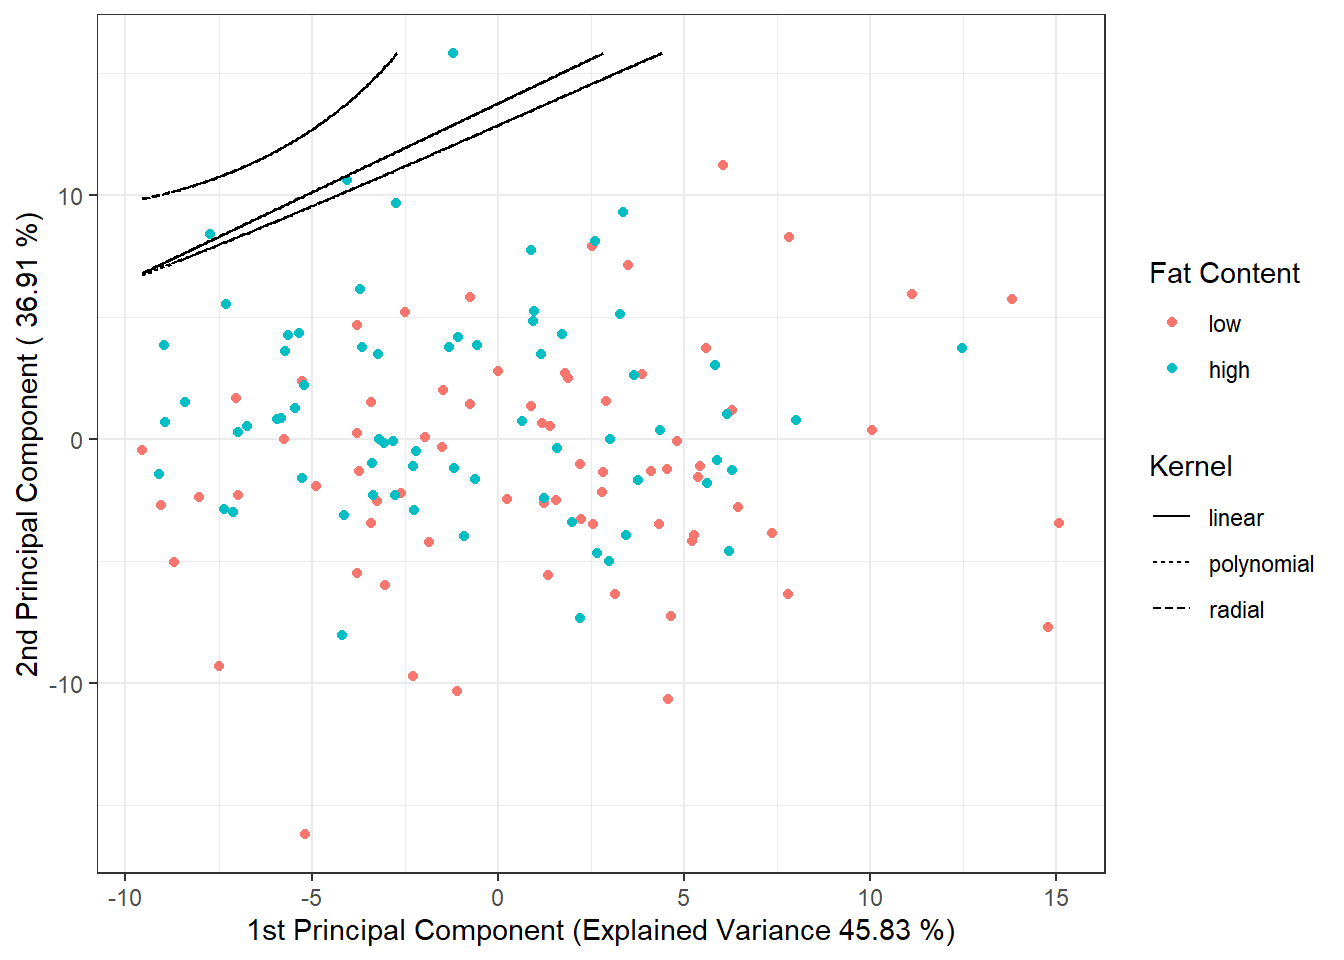 2nd Principal Component ( 36.91 %)
10
0
-10
-10
-5
0
5
10
15
1st Principal Component (Explained Variance 45.83 %)
Fat Content
low
high
Kernel
linear
polynomial
radial